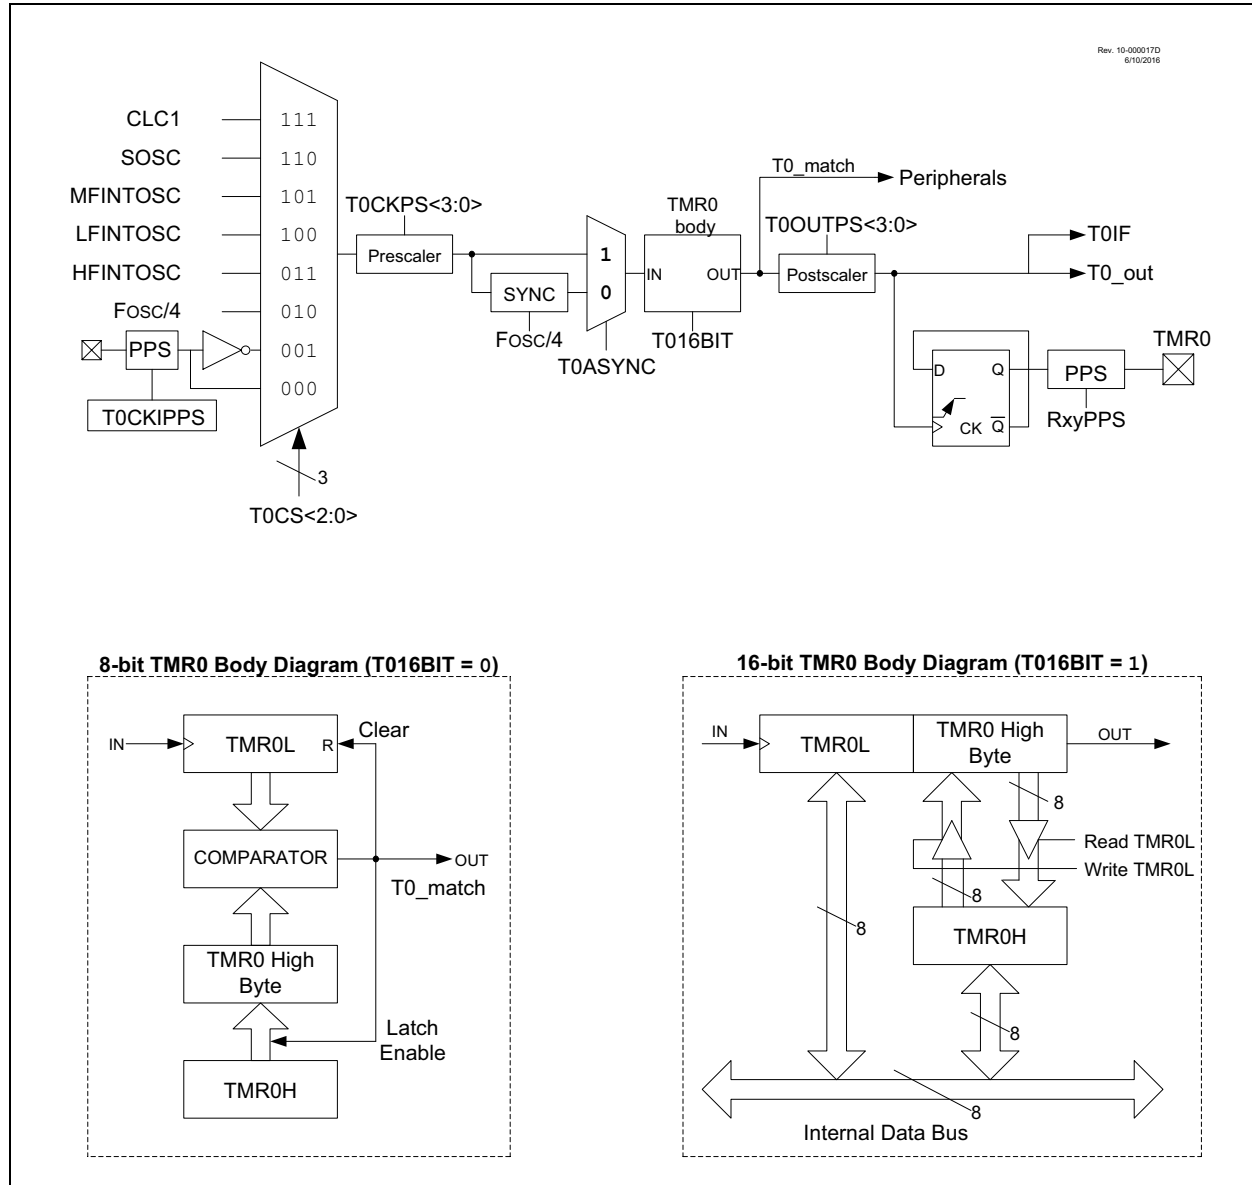 Rev. 10-000017D
6/10/2016
CLC1
111
SOSC
110
MFINTOSC
101
LFINTOSC
100
HFINTOSC
011
FOSC/4
010
PPS
001
000
T0CKIPPS
3
T0CS<2:0>
T0CKPS<3:0>
Prescaler
SYNC
FOSC/4
1
0
T0ASYNC
TMR0
body
IN
OUT
T016BIT
T0_match
Peripherals
T0OUTPS<3:0>
Postscaler
T0IF
T0_out
D
Q
CK
Q
PPS
RxyPPS
TMR0
8-bit TMR0 Body Diagram (T016BIT = 0)
IN
TMR0L
R
Clear
COMPARATOR
OUT
T0_match
TMR0 High
Byte
Latch
Enable
TMR0H
16-bit TMR0 Body Diagram (T016BIT = 1)
IN
TMR0L
TMR0 High
Byte
OUT
8
Read TMR0L
Write TMR0L
8
TMR0H
8
8
8
Internal Data Bus